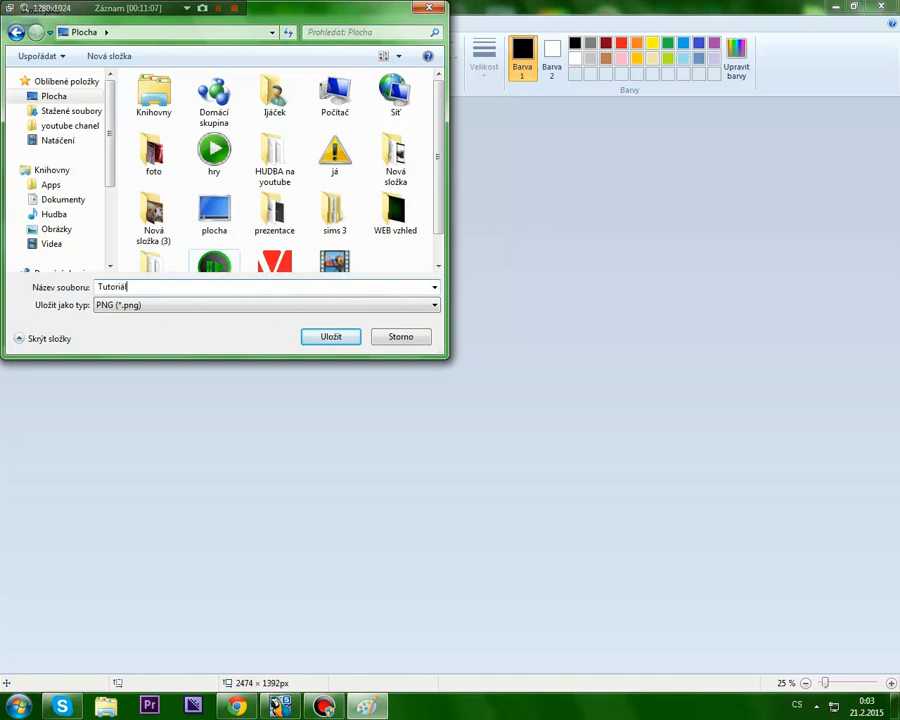 1280x1024 Záznam [00:11:07]
Plocha Prohledat: Plocha
Uspořádat Nová složka
Oblíbené položky
Plocha
Stažené soubory
youtube chanel
Natáčení
Knihovny
Apps
Dokumenty
Hudba
Obrázky
Videa
Knihovny
Domácí skupina
Ijáček
Počítač
Síť
foto
hry
HUDBA na youtube
já
Nová složka
Nová složka (3)
plocha
prezentace
sims 3
WEB vzhled
Název souboru: Tutoriál
Uložit jako typ: PNG (*.png)
Skrýt složky Uložit Storno
Velikost
Barva 1
Barva 2
Upravit barvy
Barvy
2474 × 1392px 25 %
Pr
CS 0:03
21.2.2015